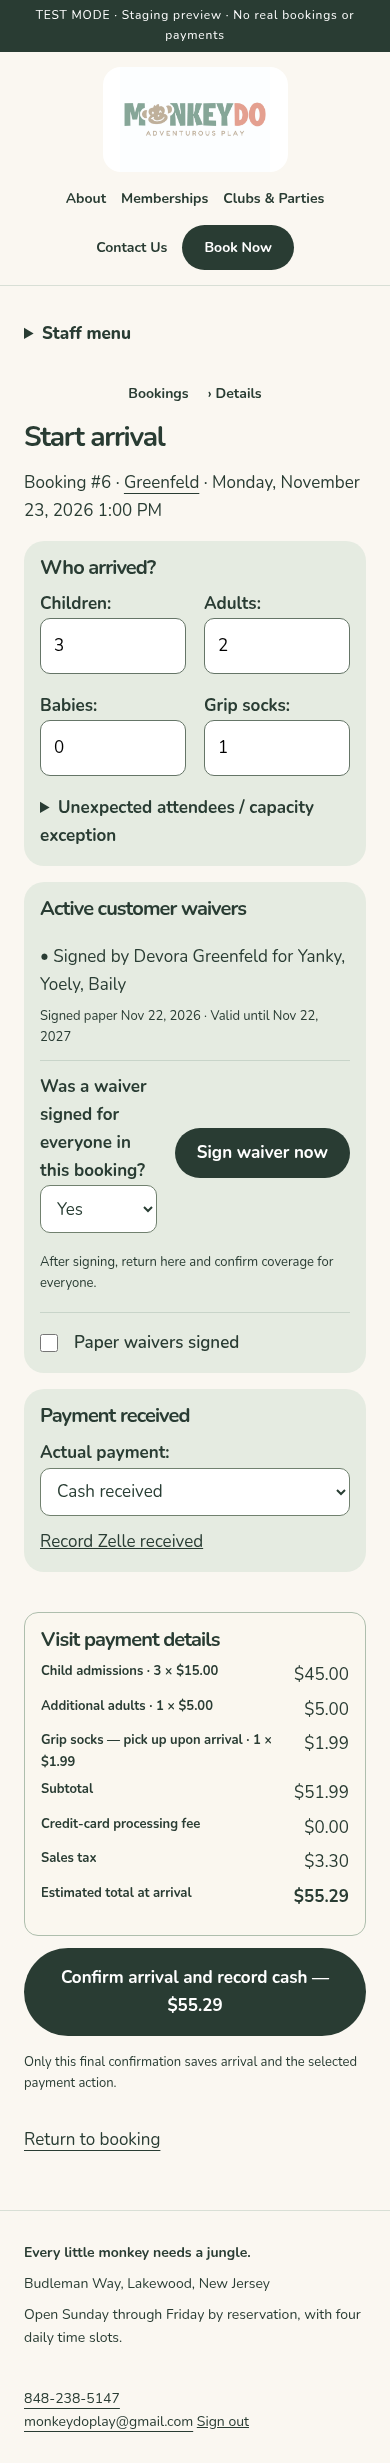 TEST MODE · Staging preview · No real bookings or
payments
MONKEYDO
ADVENTUROUS PLAY
About Memberships Clubs & Parties
Contact Us Book Now
▶ Staff menu
Bookings › Details
Start arrival
Booking #6 · Greenfeld · Monday, November
23, 2026 1:00 PM
Who arrived?
Children: Adults:
3 2
Babies: Grip socks:
0 1
▶ Unexpected attendees / capacity
exception
Active customer waivers
• Signed by Devora Greenfeld for Yanky,
Yoely, Baily
Signed paper Nov 22, 2026 · Valid until Nov 22,
2027
Was a waiver
signed for
everyone in
this booking?
Sign waiver now
Yes
After signing, return here and confirm coverage for
everyone.
Paper waivers signed
Payment received
Actual payment:
Cash received
Record Zelle received
Visit payment details
Child admissions · 3 × $15.00 $45.00
Additional adults · 1 × $5.00 $5.00
Grip socks — pick up upon arrival · 1 × $1.99
$1.99
Subtotal $51.99
Credit-card processing fee $0.00
Sales tax $3.30
Estimated total at arrival $55.29
Confirm arrival and record cash —
$55.29
Only this final confirmation saves arrival and the selected
payment action.
Return to booking
Every little monkey needs a jungle.
Budleman Way, Lakewood, New Jersey
Open Sunday through Friday by reservation, with four
daily time slots.
848-238-5147
monkeydoplay@gmail.com Sign out